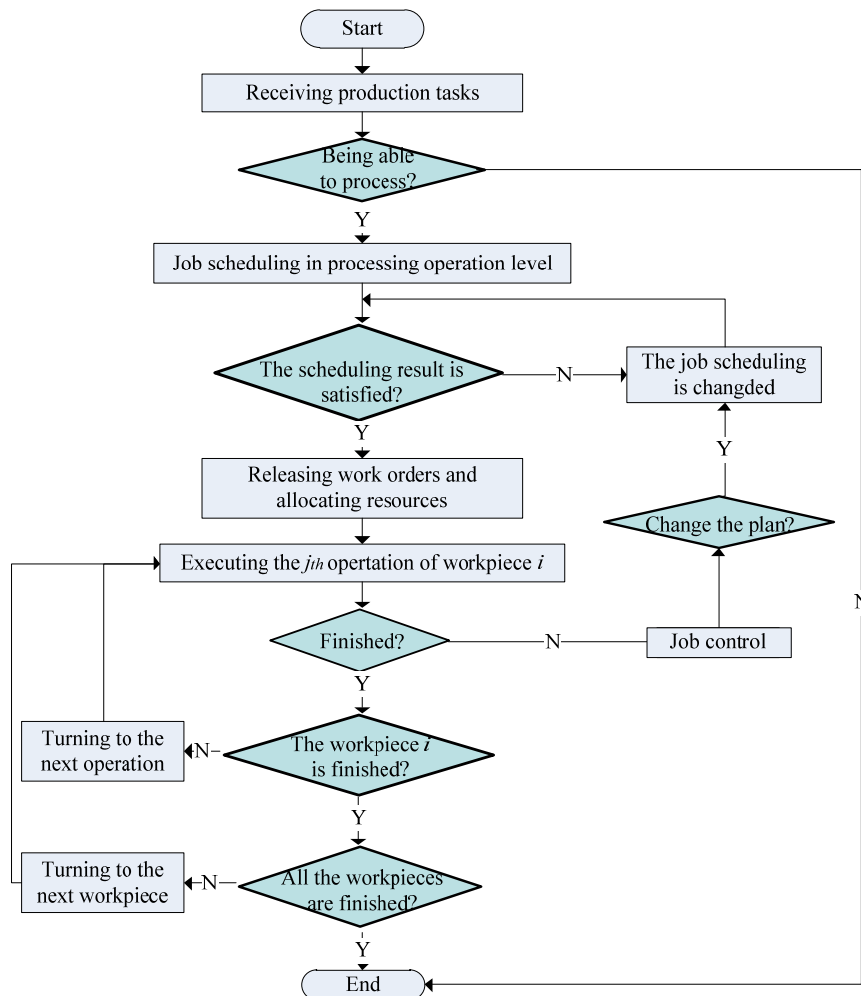 Start
Receiving production tasks
Being able
to process?
Y
Job scheduling in processing operation level
The scheduling result is
satisfied?
N
The job scheduling
is changded
Y
Y
Releasing work orders and
allocating resources
Change the plan?
Executing the jth opertation of workpiece i
N
Finished?
N
Job control
Y
Turning to the
next operation
N
The workpiece i
is finished?
Y
Turning to the
next workpiece
N
All the workpieces
are finished?
Y
End